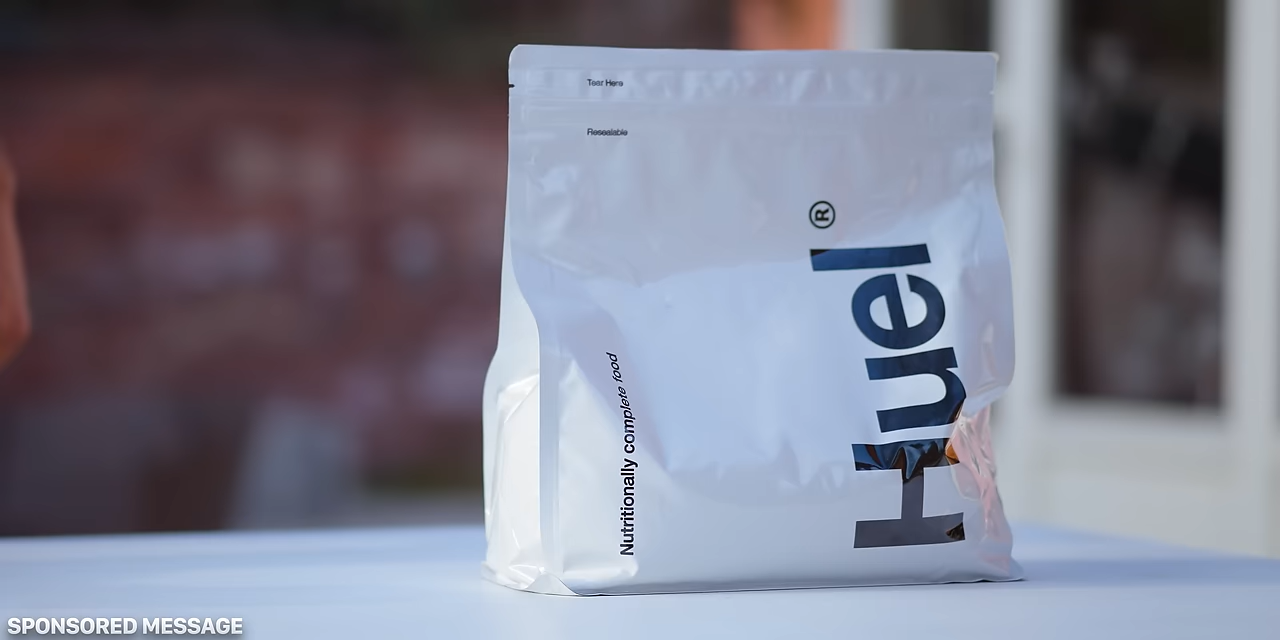 Tear Here
Resealable
Huel®
Nutritionally complete food
SPONSORED MESSAGE